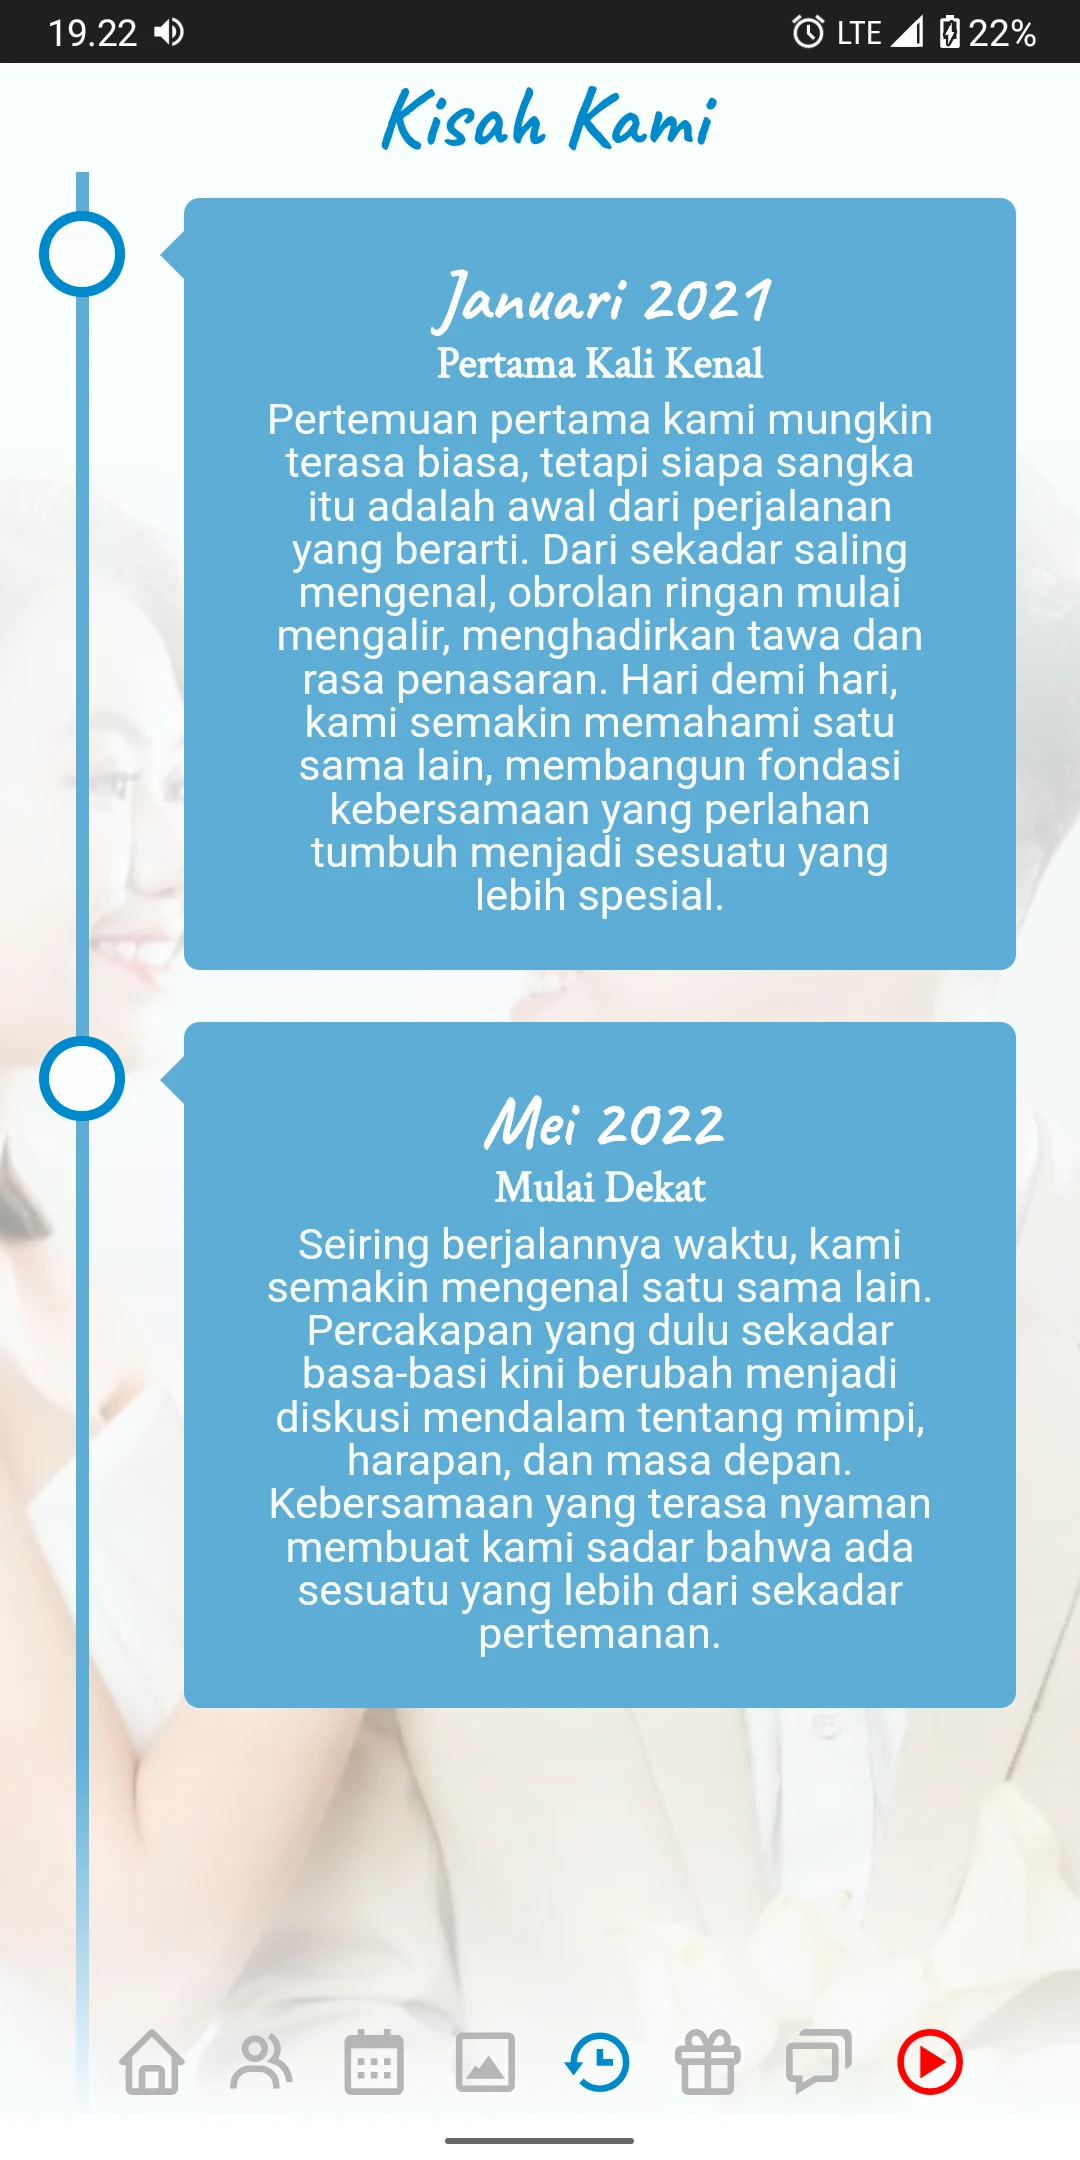 19.22
LTE
22%
Kisah Kami
Januari 2021
Pertama Kali Kenal
Pertemuan pertama kami mungkin
terasa biasa, tetapi siapa sangka
itu adalah awal dari perjalanan
yang berarti. Dari sekadar saling
mengenal, obrolan ringan mulai
mengalir, menghadirkan tawa dan
rasa penasaran. Hari demi hari,
kami semakin memahami satu
sama lain, membangun fondasi
kebersamaan yang perlahan
tumbuh menjadi sesuatu yang
lebih spesial.
Mei 2022
Mulai Dekat
Seiring berjalannya waktu, kami
semakin mengenal satu sama lain.
Percakapan yang dulu sekadar
basa-basi kini berubah menjadi
diskusi mendalam tentang mimpi,
harapan, dan masa depan.
Kebersamaan yang terasa nyaman
membuat kami sadar bahwa ada
sesuatu yang lebih dari sekadar
pertemanan.